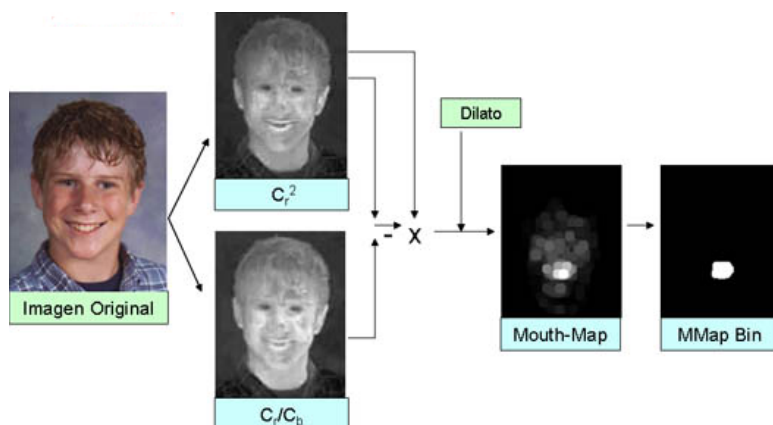 Imagen Original
Cr²
Cr/Cb
-
X
Dilato
Mouth-Map
MMap Bin